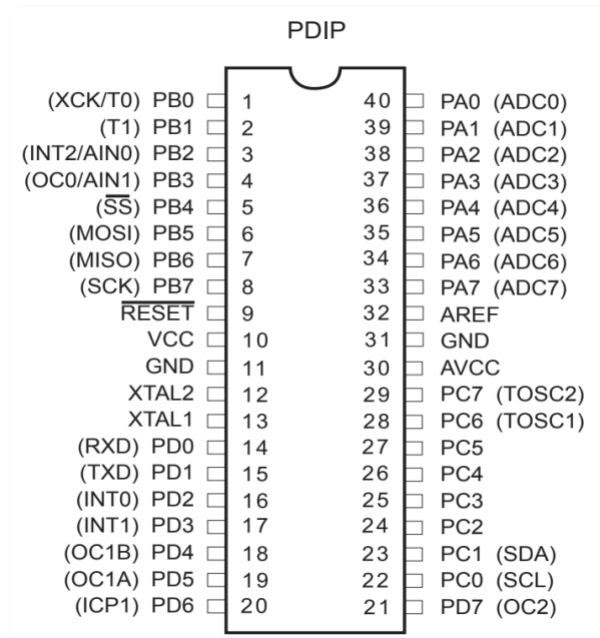 PDIP
(XCK/T0) PB0 1 40 PA0 (ADC0)
(T1) PB1 2 39 PA1 (ADC1)
(INT2/AIN0) PB2 3 38 PA2 (ADC2)
(OC0/AIN1) PB3 4 37 PA3 (ADC3)
(SS) PB4 5 36 PA4 (ADC4)
(MOSI) PB5 6 35 PA5 (ADC5)
(MISO) PB6 7 34 PA6 (ADC6)
(SCK) PB7 8 33 PA7 (ADC7)
RESET 9 32 AREF
VCC 10 31 GND
GND 11 30 AVCC
XTAL2 12 29 PC7 (TOSC2)
XTAL1 13 28 PC6 (TOSC1)
(RXD) PD0 14 27 PC5
(TXD) PD1 15 26 PC4
(INT0) PD2 16 25 PC3
(INT1) PD3 17 24 PC2
(OC1B) PD4 18 23 PC1 (SDA)
(OC1A) PD5 19 22 PC0 (SCL)
(ICP1) PD6 20 21 PD7 (OC2)